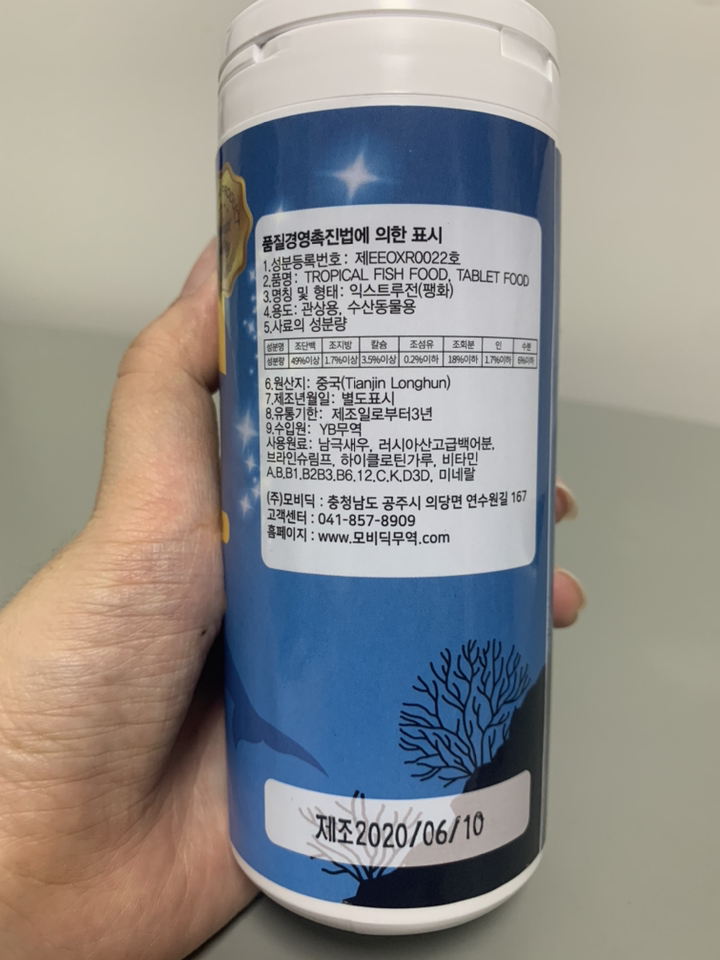 품질경영촉진법에 의한 표시
1.성분등록번호: 제EEOXR0022호
2.품명: TROPICAL FISH FOOD, TABLET FOOD
3.명칭 및 형태: 익스트루전(팽화)
4.용도: 관상용, 수산동물용
5.사료의 성분량
성분명 조단백 조지방 칼슘 조섬유 조회분 인 수분
성분량 49%이상 1.7%이상 3.5%이상 0.2%이하 18%이하 1.7%이하 6%이하
6.원산지: 중국(Tianjin Longhun)
7.제조년월일: 별도표시
8.유통기한: 제조일로부터3년
9.수입원: YB무역
사용원료: 남극새우, 러시아산고급백어분,
브라인슈림프, 하이클로틴가루, 비타민
A.B,B1.B2B3.B6.12.C.K.D3D, 미네랄
(주)모비딕 : 충청남도 공주시 의당면 연수원길 167
고객센터 : 041-857-8909
홈페이지 : www.모비딕무역.com
제조2020/06/10